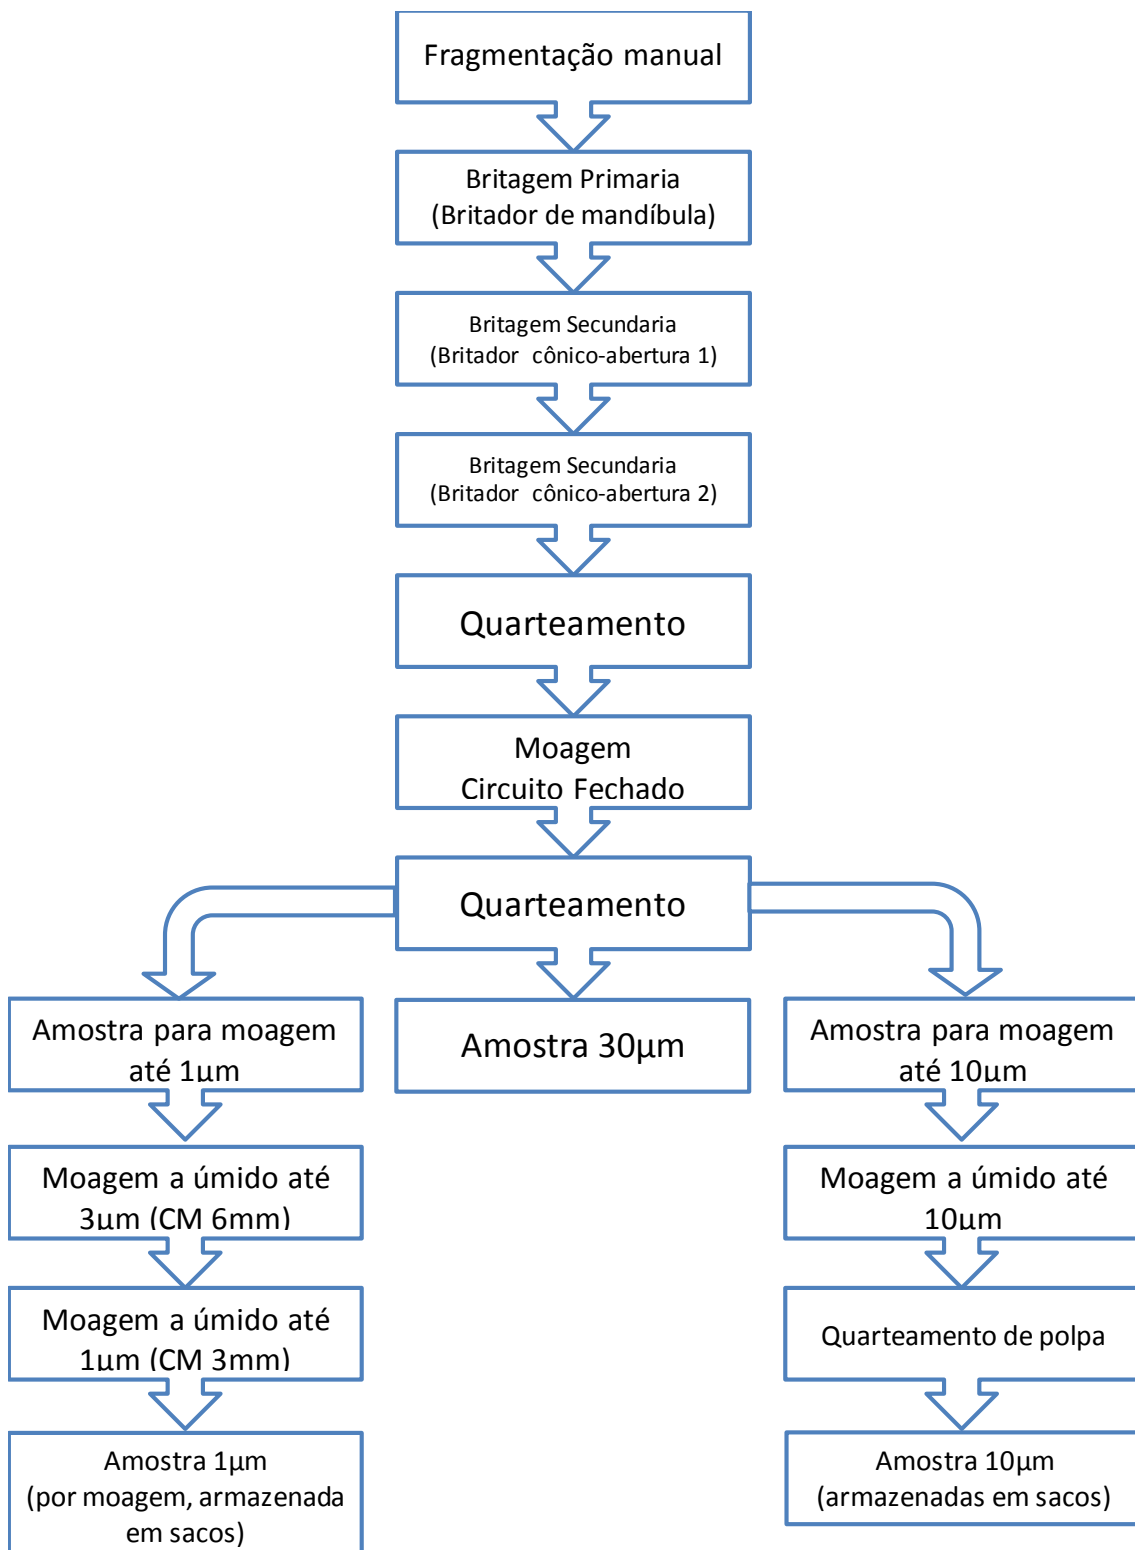 Fragmentação manual
Britagem Primaria
(Britador de mandíbula)
Britagem Secundaria
(Britador cônico-abertura 1)
Britagem Secundaria
(Britador cônico-abertura 2)
Quarteamento
Moagem
Circuito Fechado
Quarteamento
Amostra para moagem
até 1µm
Amostra 30µm
Amostra para moagem
até 10µm
Moagem a úmido até
3µm (CM 6mm)
Moagem a úmido até
10µm
Moagem a úmido até
1µm (CM 3mm)
Quarteamento de polpa
Amostra 1µm
(por moagem, armazenada
em sacos)
Amostra 10µm
(armazenadas em sacos)